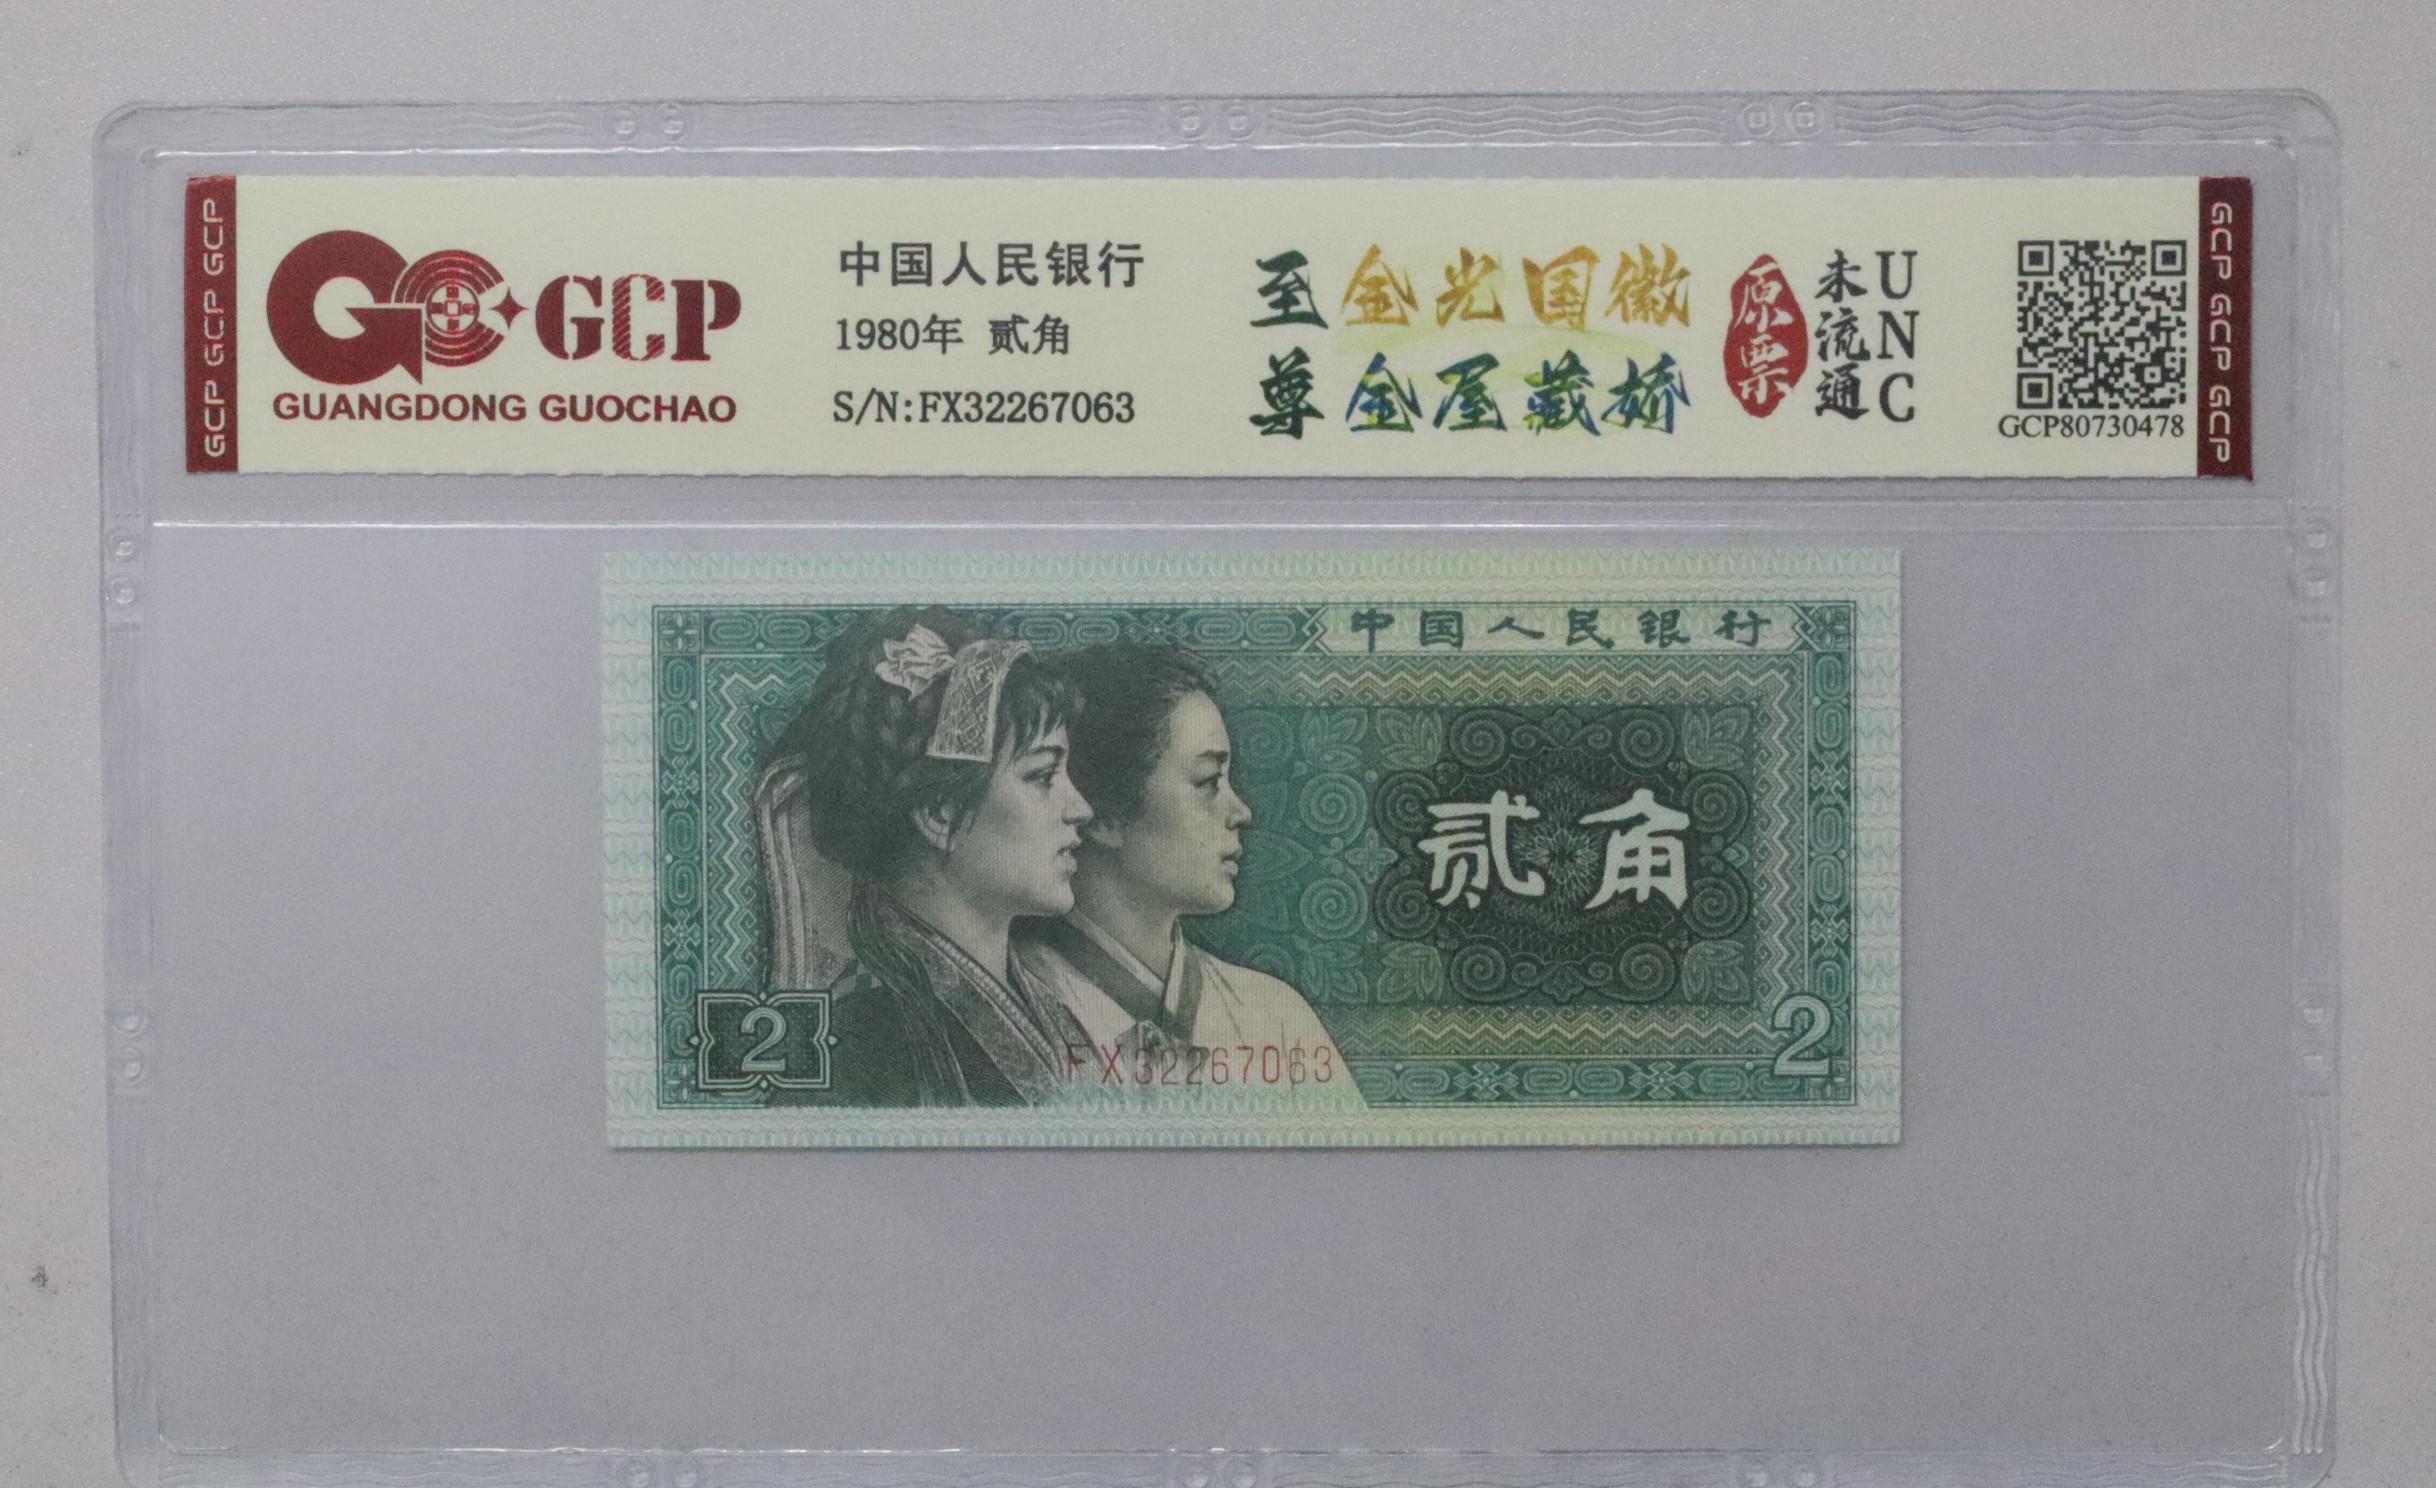 GCP GCP GCP
GCP
GUANGDONG GUOCHAO
中国人民银行
1980年 贰角
S/N:FX32267063
至尊
金光国徽
金屋藏娇
原票
未流通
UNC
GCP80730478
GCP GCP GCP
中国人民银行
贰角
2
FX32267063
2